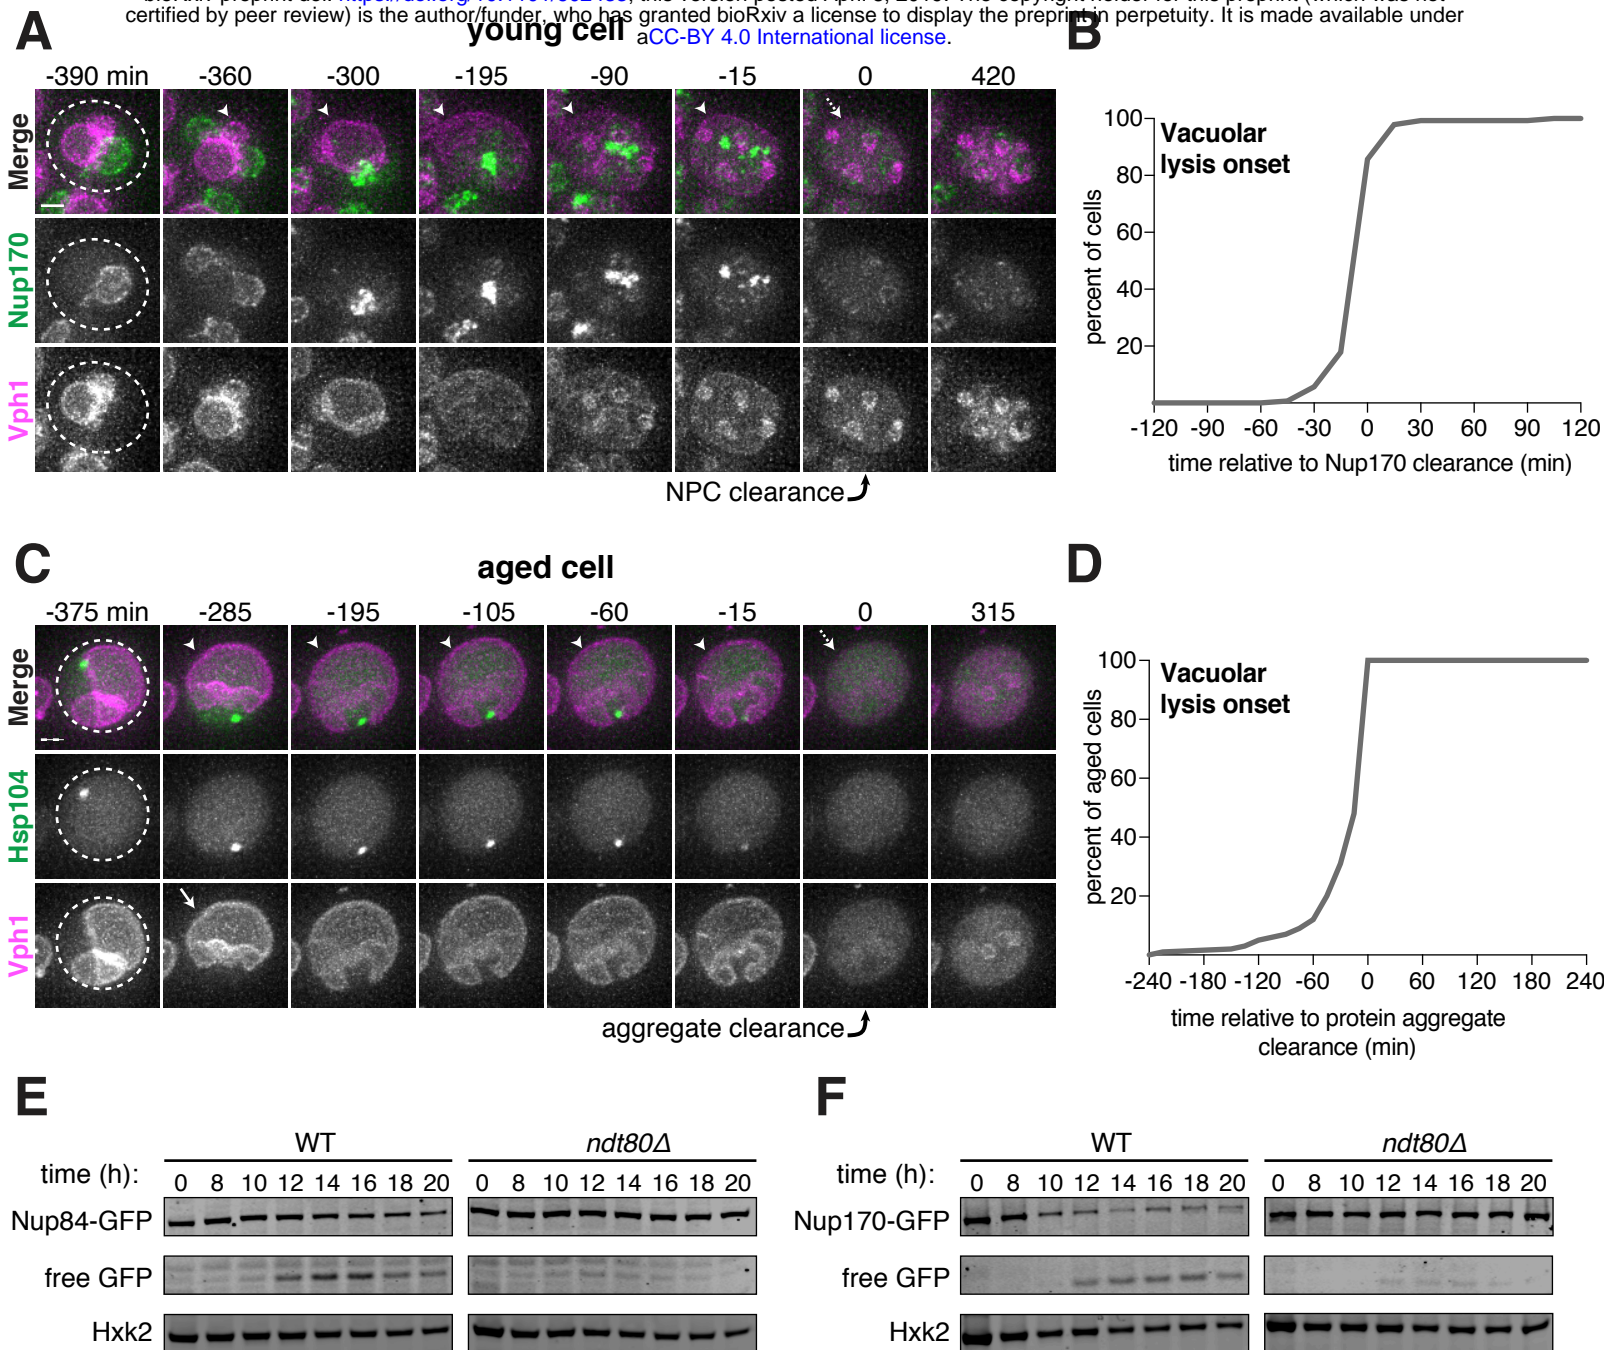 certified by peer review) is the author/funder, who has granted bioRxiv a license to display the preprint in perpetuity. It is made available under
aCC-BY 4.0 International license.
A
young cell
-390 min -360 -300 -195 -90 -15 0 420
Merge
Nup170
Vph1
NPC clearance
B
Vacuolar
lysis onset
percent of cells
100
80
60
40
20
-120 -90 -60 -30 0 30 60 90 120
time relative to Nup170 clearance (min)
C
aged cell
-375 min -285 -195 -105 -60 -15 0 315
Merge
Hsp104
Vph1
aggregate clearance
D
Vacuolar
lysis onset
percent of aged cells
100
80
60
40
20
-240 -180 -120 -60 0 60 120 180 240
time relative to protein aggregate
clearance (min)
E
WT ndt80Δ
time (h): 0 8 10 12 14 16 18 20 0 8 10 12 14 16 18 20
Nup84-GFP
free GFP
Hxk2
F
WT ndt80Δ
time (h): 0 8 10 12 14 16 18 20 0 8 10 12 14 16 18 20
Nup170-GFP
free GFP
Hxk2